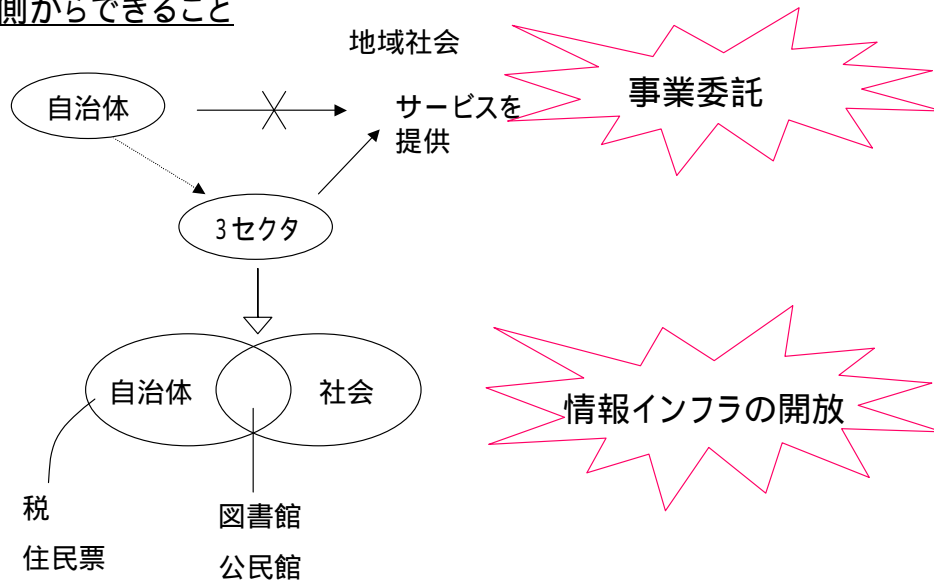 側からできること
地域社会
事業委託
自治体
サービスを
提供
3セクタ
自治体
社会
情報インフラの開放
税
図書館
住民票
公民館